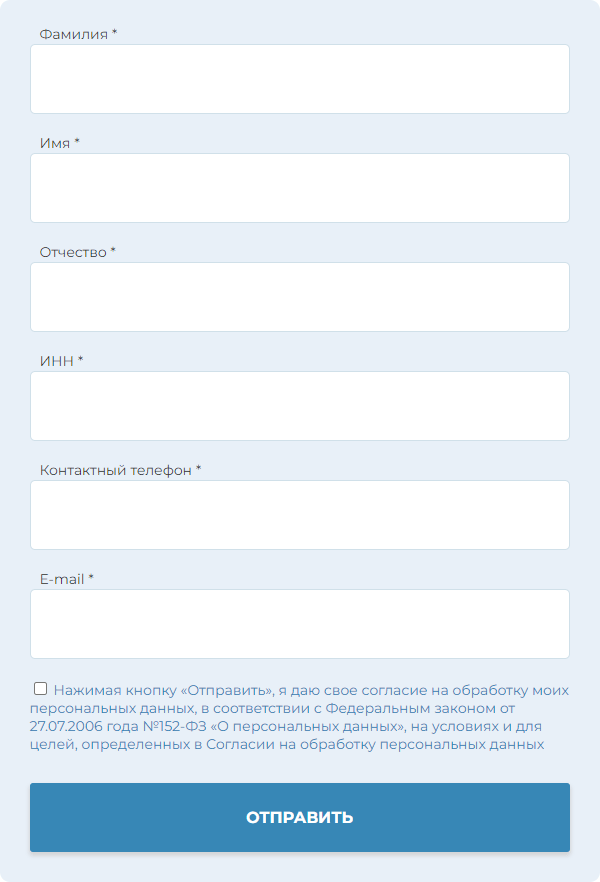 Фамилия *
Имя *
Отчество *
ИНН *
Контактный телефон *
E-mail *
Нажимая кнопку «Отправить», я даю свое согласие на обработку моих
персональных данных, в соответствии с Федеральным законом от
27.07.2006 года №152-ФЗ «О персональных данных», на условиях и для
целей, определенных в Согласии на обработку персональных данных
ОТПРАВИТЬ